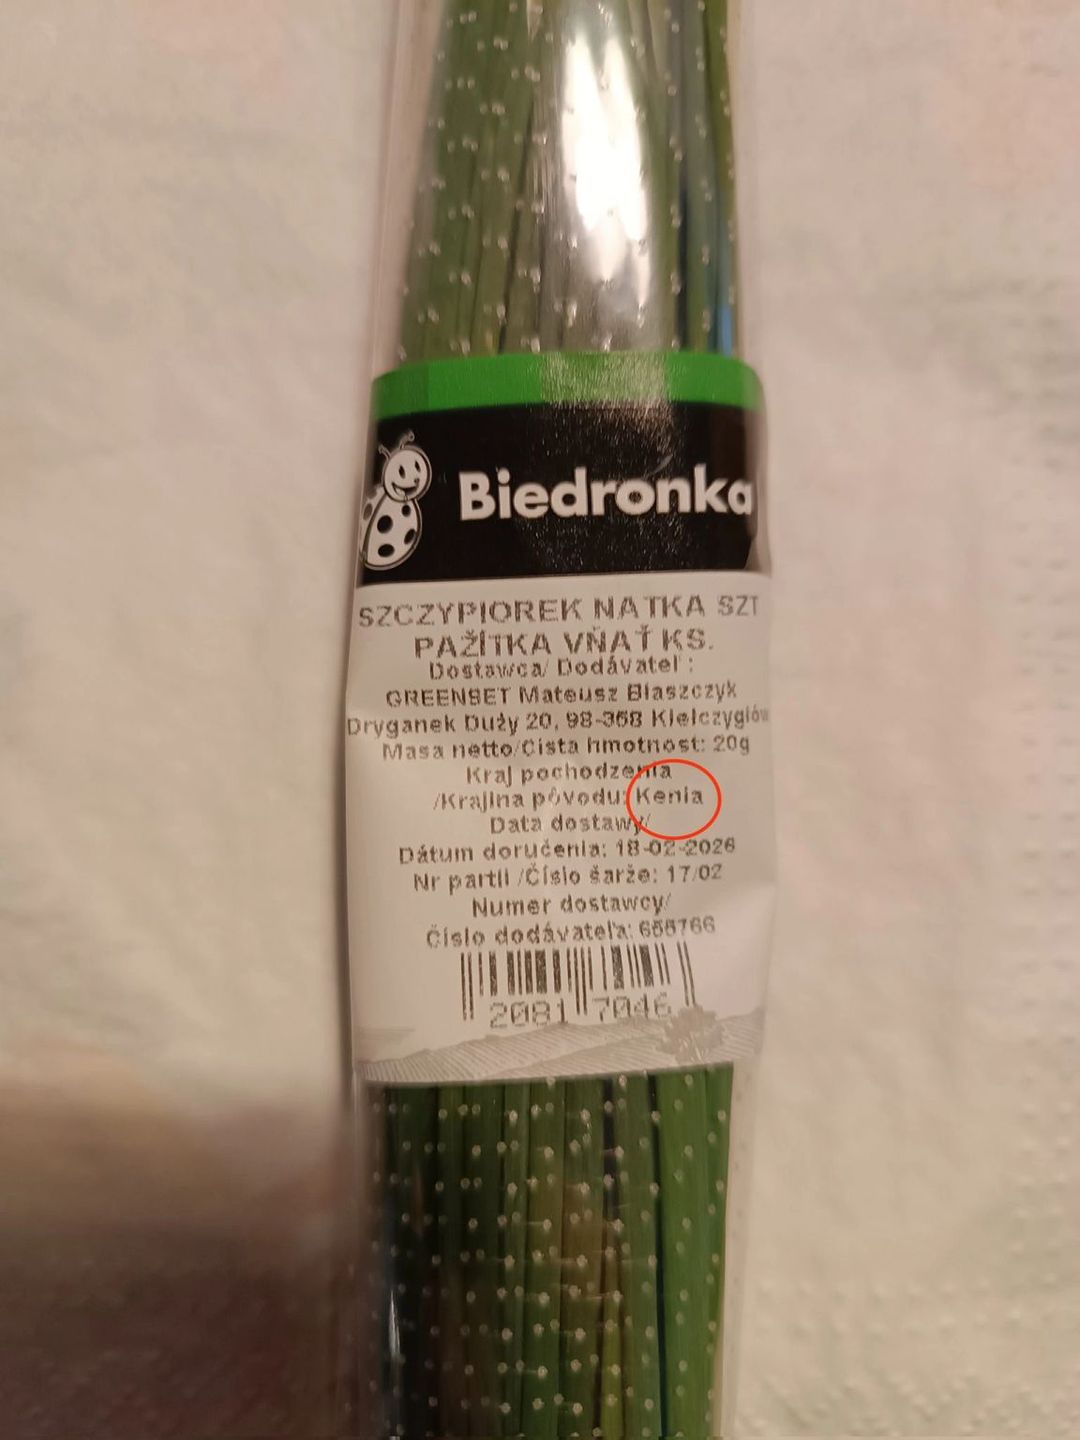 Biedronka
SZCZYPIOREK NATKA SZT
PAŽÍTKA VŇAŤ KS.
Dostawca/ Dodávateľ:
GREENSET Mateusz Błaszczyk
Dryganek Duży 20, 98-358 Kiełczygłów
Masa netto/Čistá hmotnosť: 20g
Kraj pochodzenia
/Krajina pôvodu: Kenia
Data dostawy/
Dátum doručenia: 18-02-2026
Nr partii /Číslo šarže: 17/02
Numer dostawcy/
Číslo dodávateľa: 655766
2081 7046